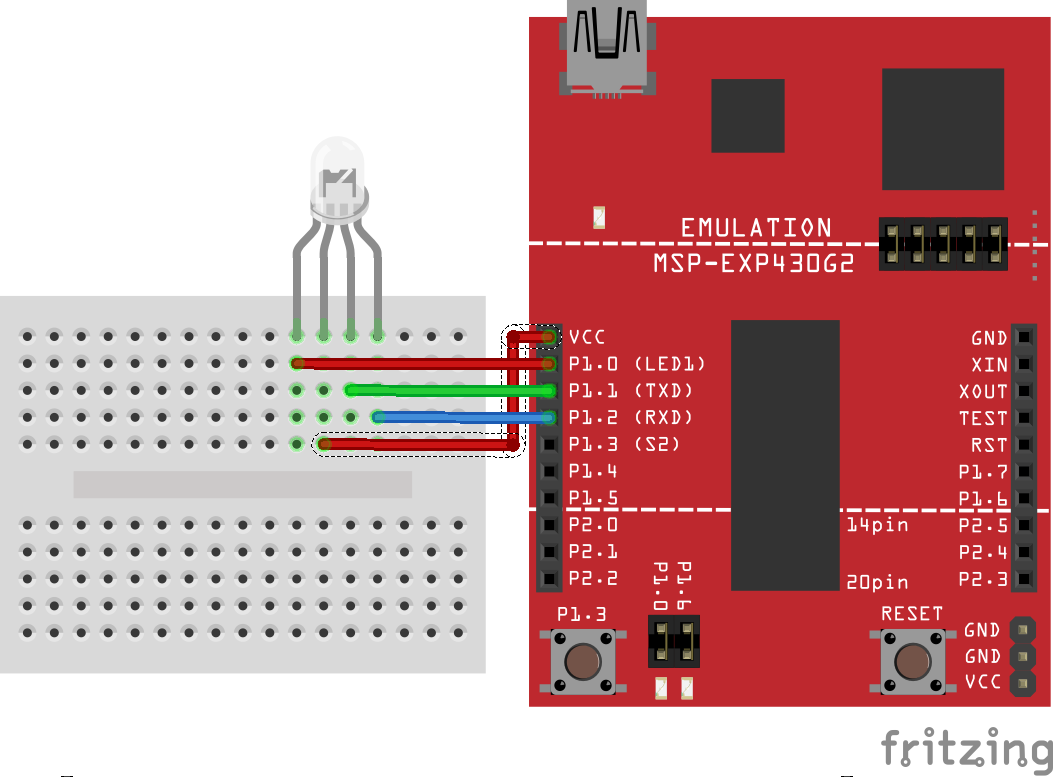 EMULATION
MSP-EXP430G2
VCC
P1.0 (LED1)
P1.1 (TXD)
P1.2 (RXD)
P1.3 (S2)
P1.4
P1.5
P2.0
P2.1
P2.2
GND
XIN
XOUT
TEST
RST
P1.7
P1.6
P2.5
P2.4
P2.3
14pin
20pin
P1.0
P1.6
P1.3
RESET
GND
GND
VCC
fritzing